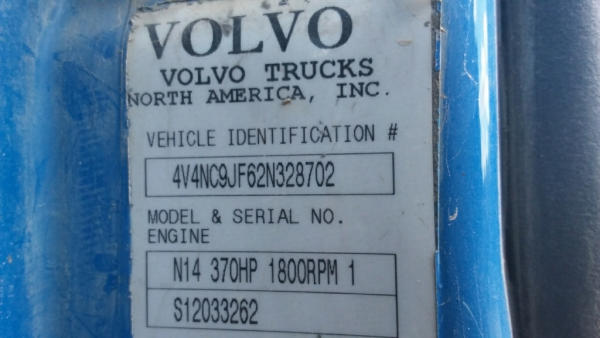 VOLVO
VOLVO TRUCKS
NORTH AMERICA, INC.
VEHICLE IDENTIFICATION #
4V4NC9JF62N328702
MODEL & SERIAL NO.
ENGINE
N14 370HP 1800RPM 1
S12033262